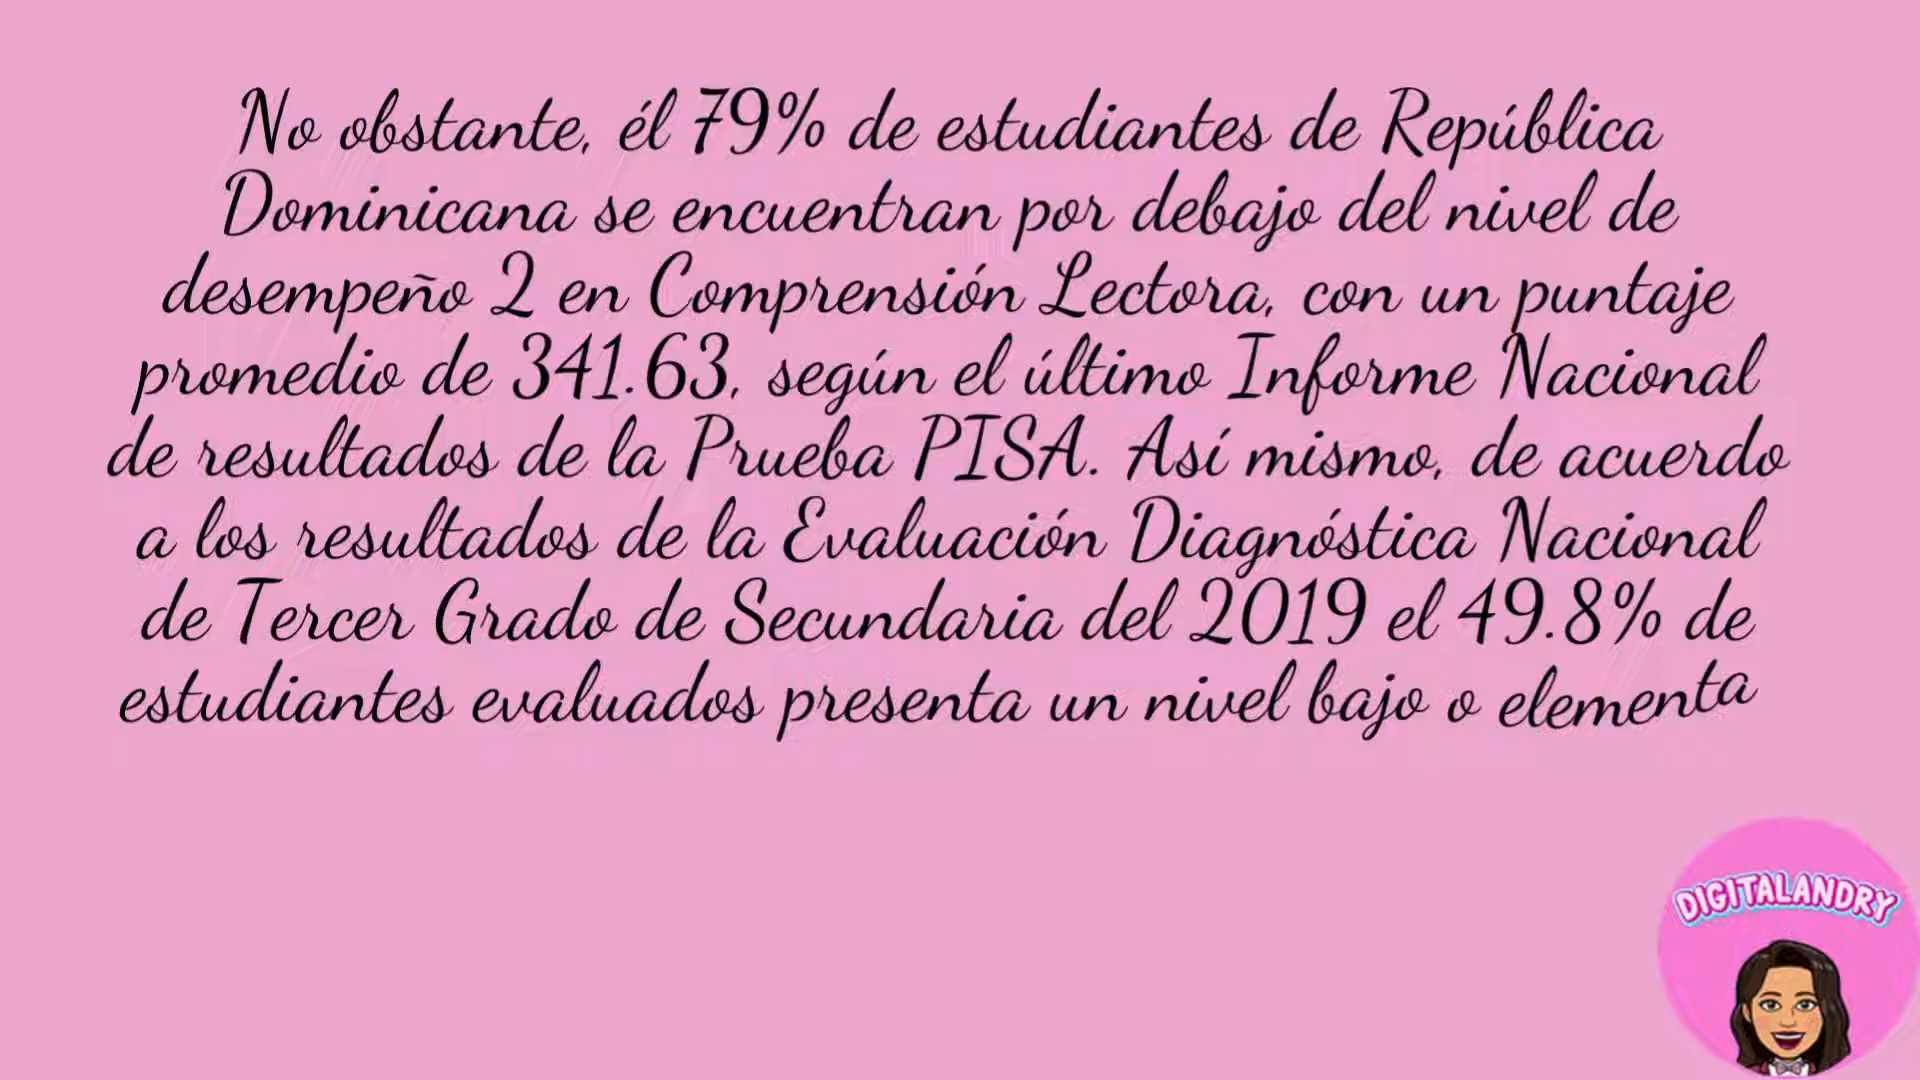 No obstante, él 79% de estudiantes de República
Dominicana se encuentran por debajo del nivel de
desempeño 2 en Comprensión Lectora, con un puntaje
promedio de 341.63, según el último Informe Nacional
de resultados de la Prueba PISA. Así mismo, de acuerdo
a los resultados de la Evaluación Diagnóstica Nacional
de Tercer Grado de Secundaria del 2019 el 49.8% de
estudiantes evaluados presenta un nivel bajo o elementa
DIGITALANDRY